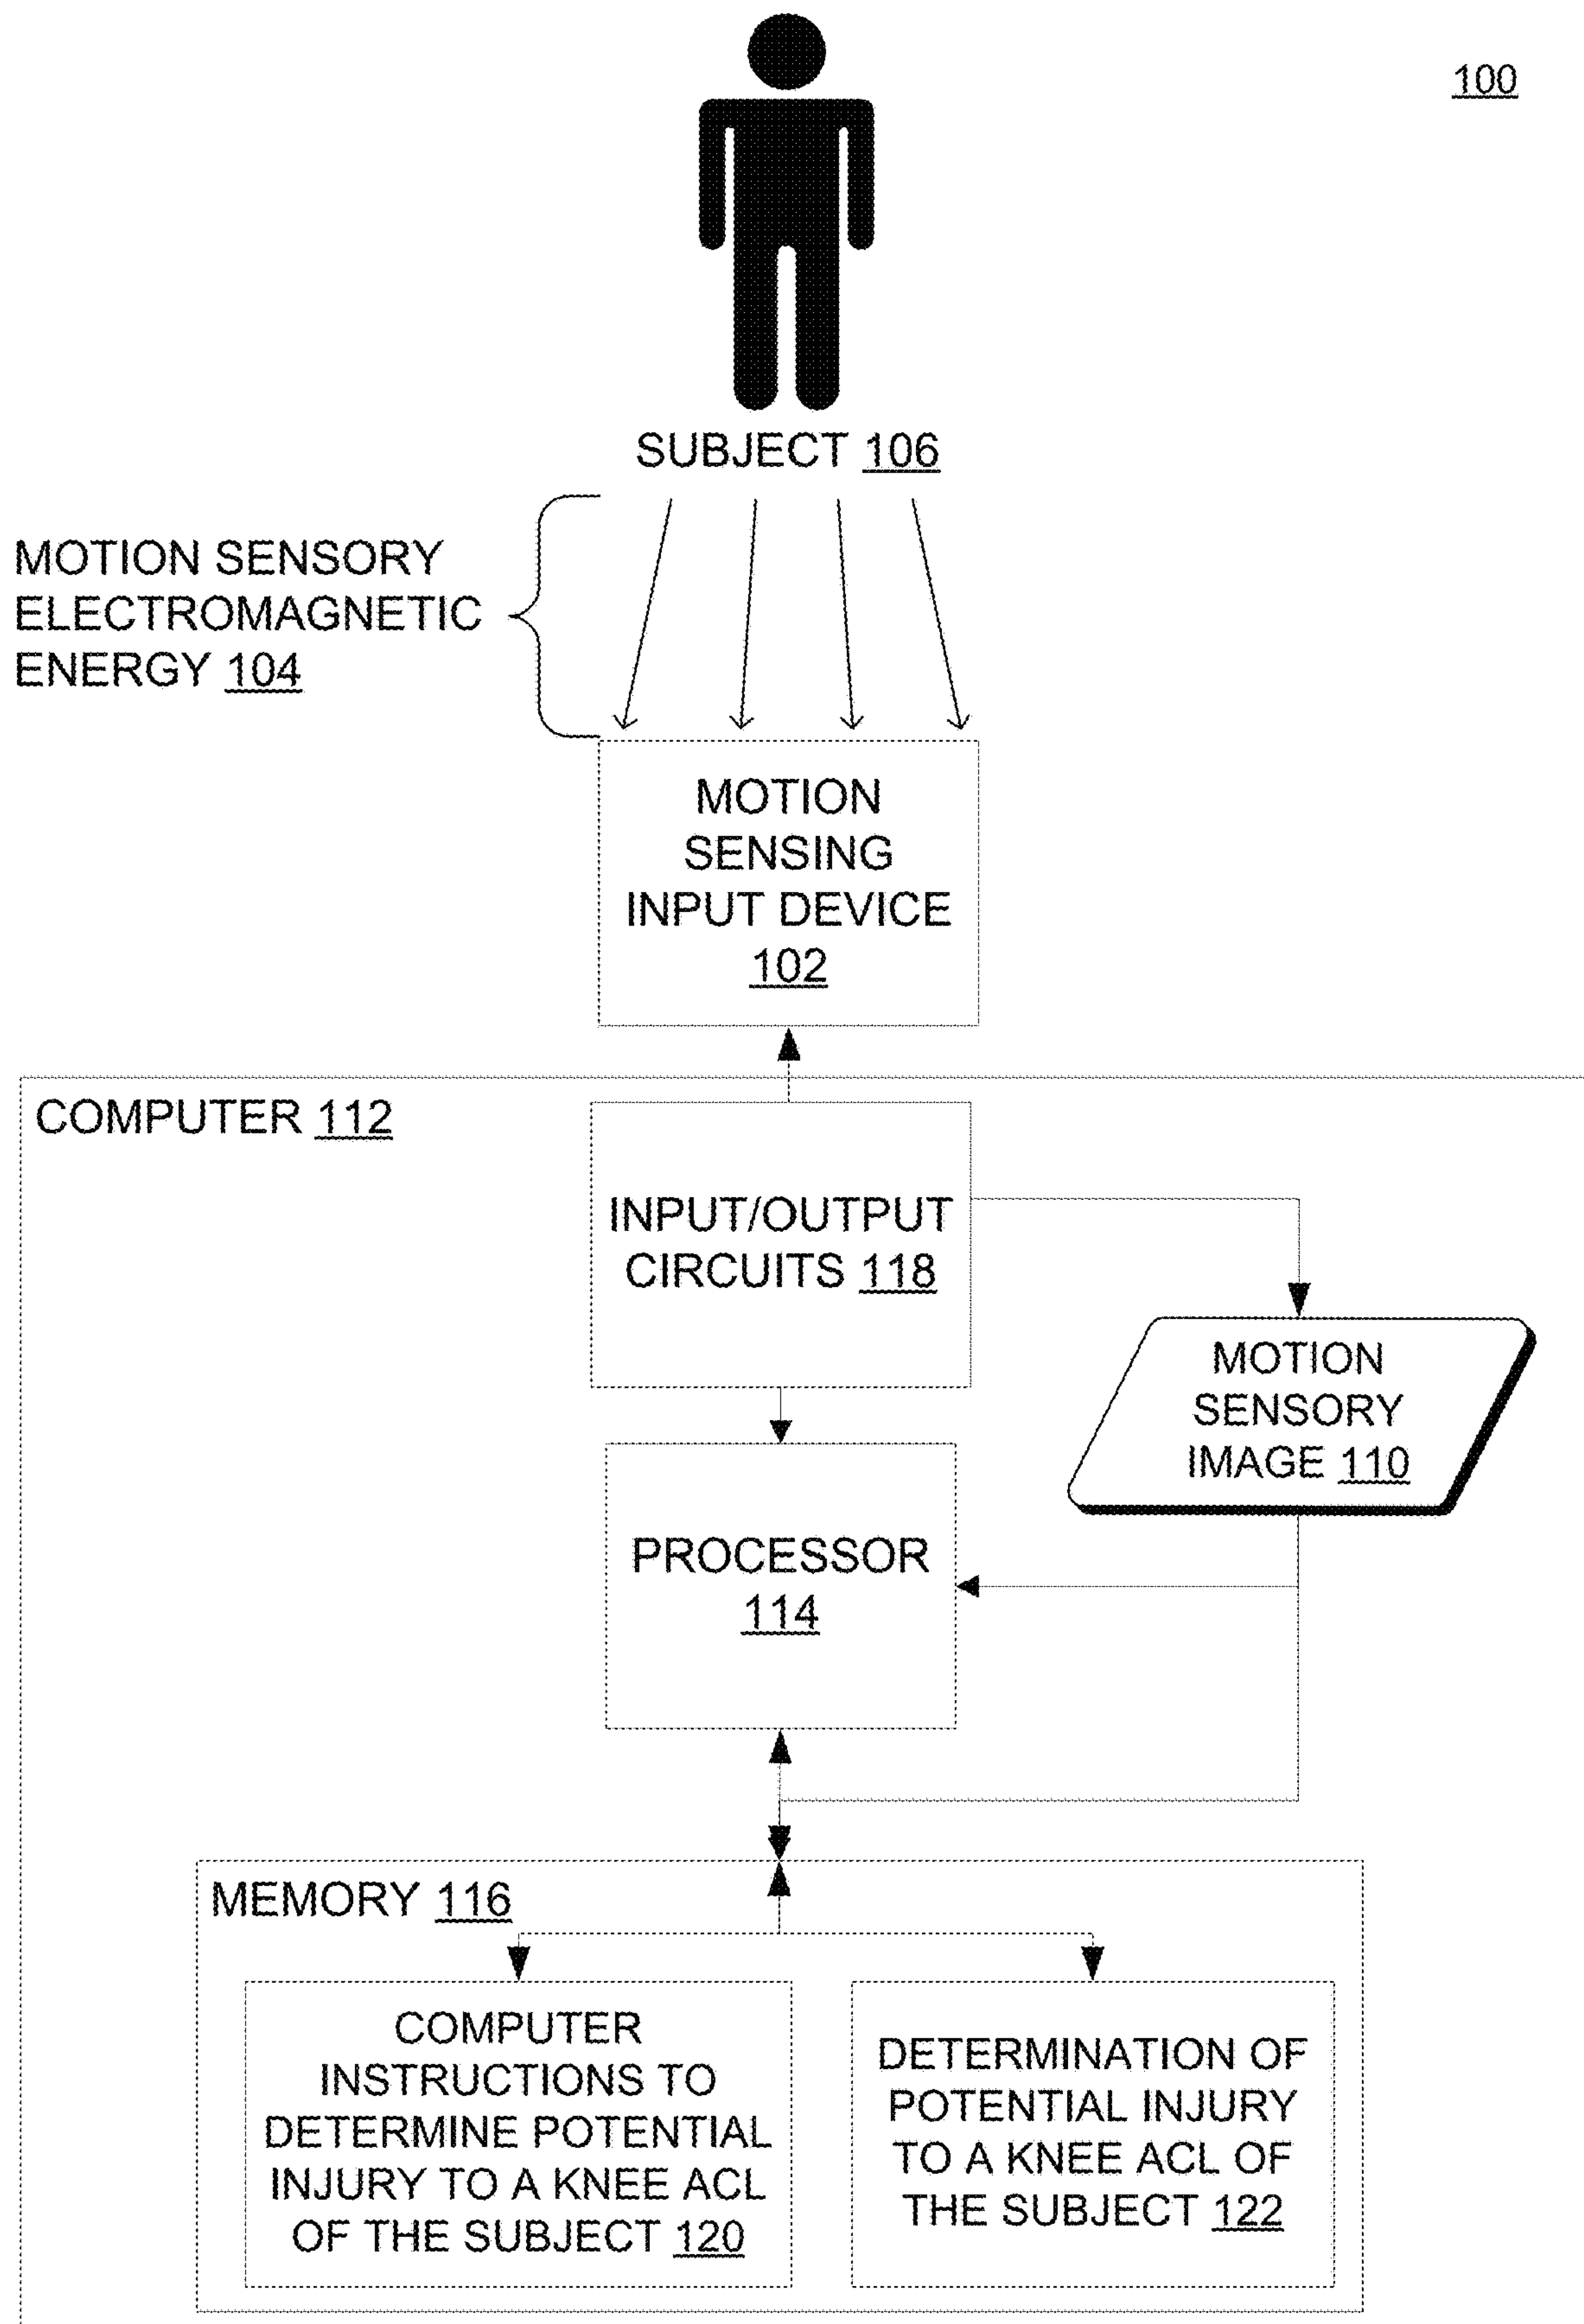 100
SUBJECT 106
MOTION SENSORY
ELECTROMAGNETIC
ENERGY 104
MOTION
SENSING
INPUT DEVICE
102
COMPUTER 112
INPUT/OUTPUT
CIRCUITS 118
MOTION
SENSORY
IMAGE 110
PROCESSOR
114
MEMORY 116
COMPUTER
INSTRUCTIONS TO
DETERMINE POTENTIAL
INJURY TO A KNEE ACL
OF THE SUBJECT 120
DETERMINATION OF
POTENTIAL INJURY
TO A KNEE ACL OF
THE SUBJECT 122